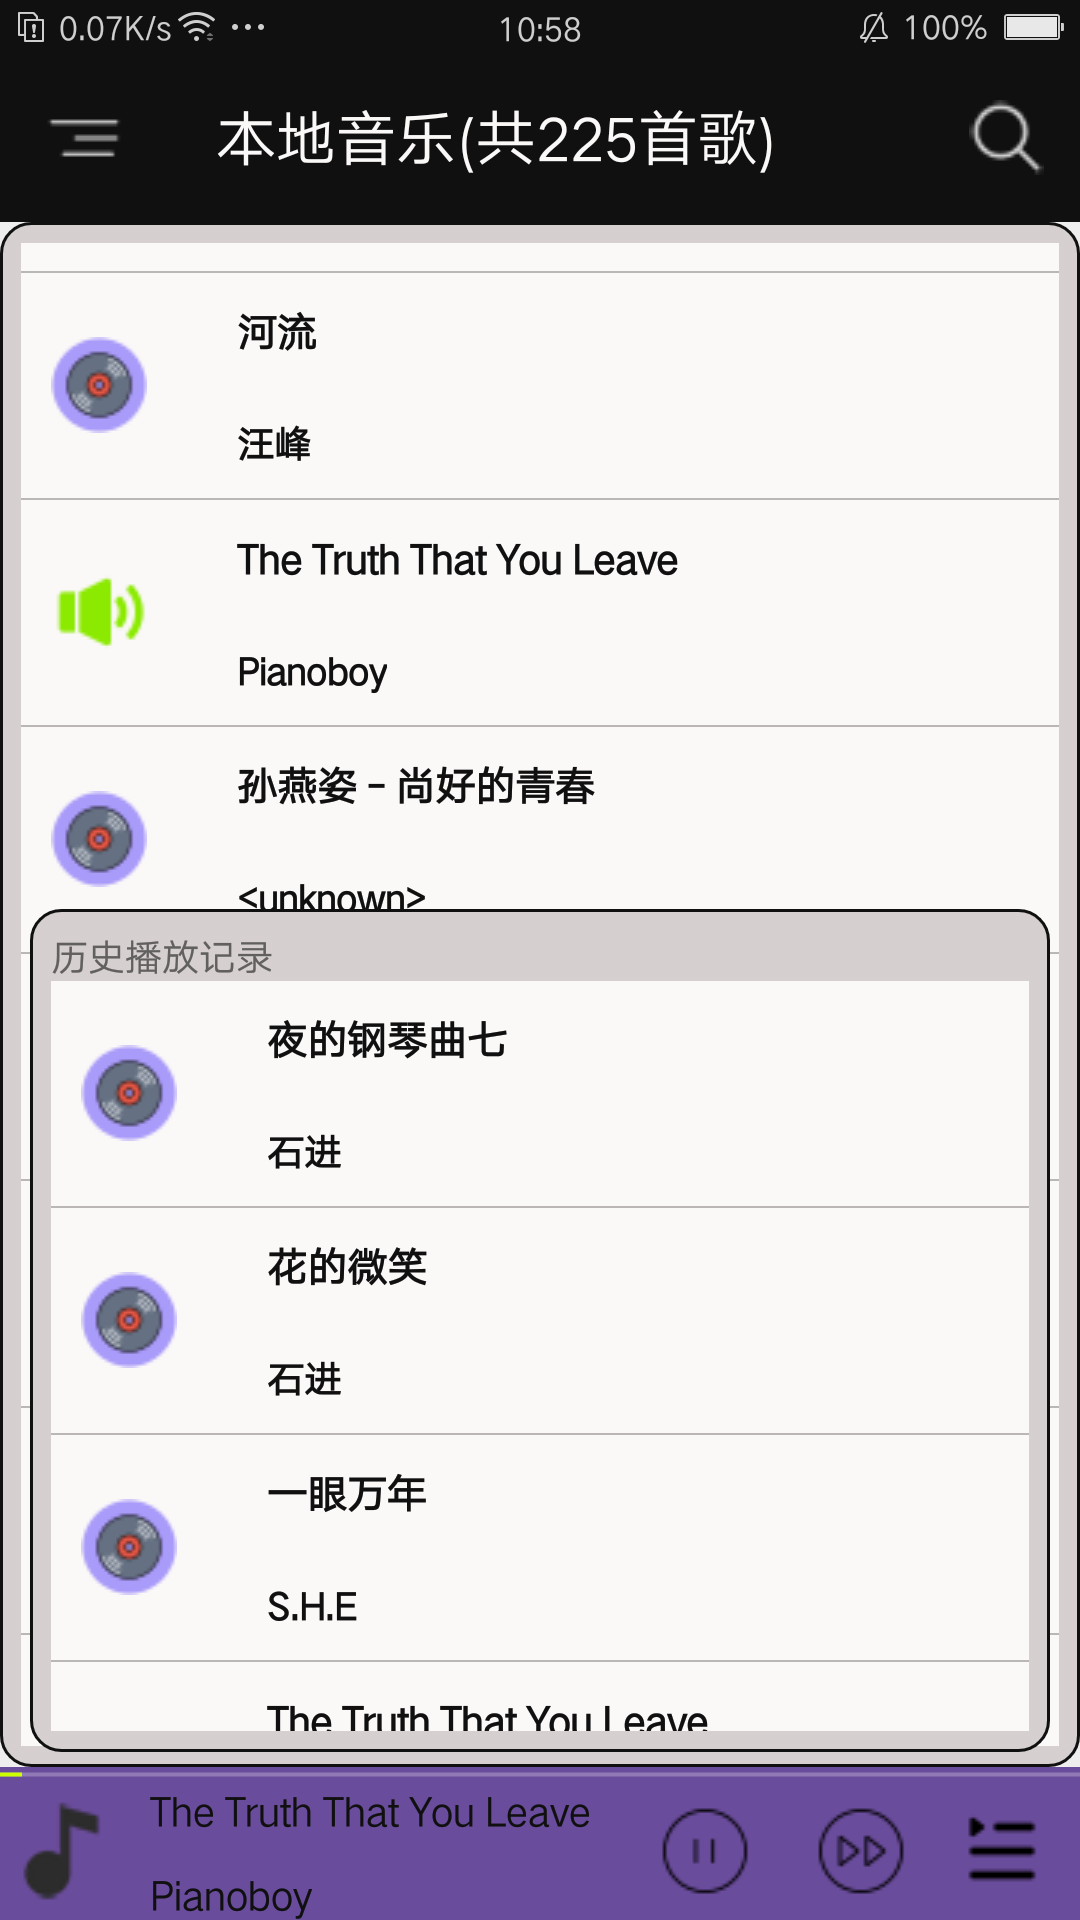 0.07K/s
10:58
100%
本地音乐(共225首歌)
河流
汪峰
The Truth That You Leave
Pianoboy
孙燕姿 - 尚好的青春
<unknown>
历史播放记录
夜的钢琴曲七
石进
花的微笑
石进
一眼万年
S.H.E
The Truth That You Leave
The Truth That You Leave
Pianoboy